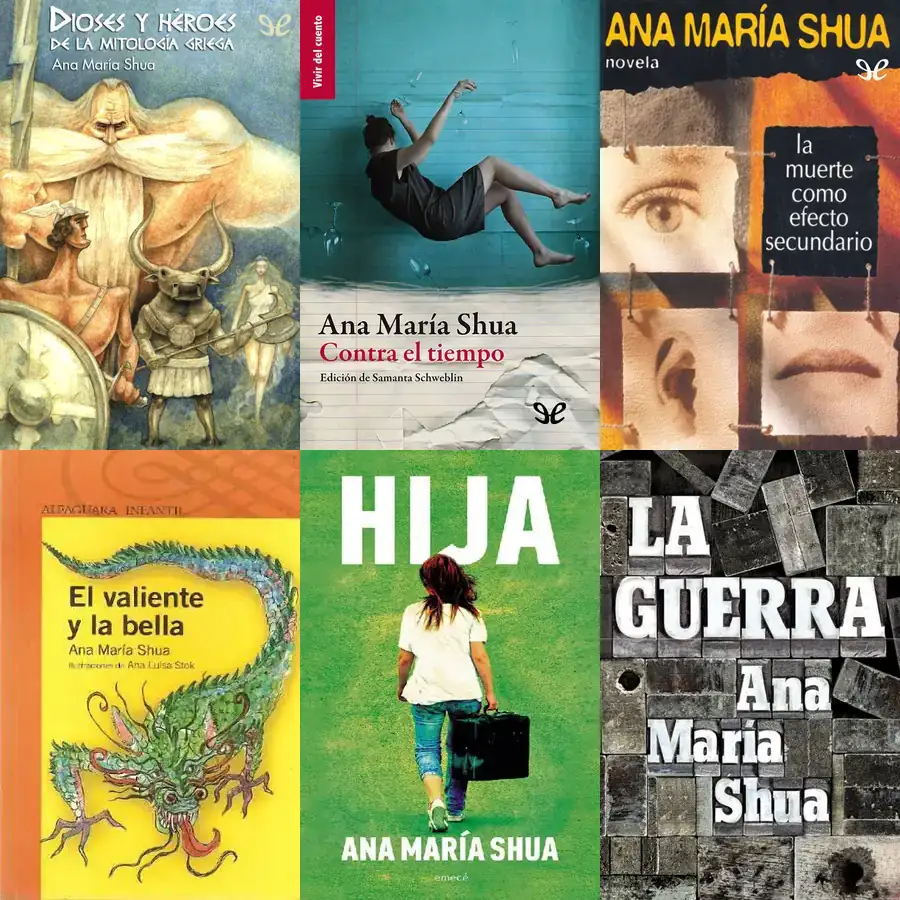 DIOSES Y HÉROES
DE LA MITOLOGÍA GRIEGA
Ana María Shua
Vivir del cuento
Ana María Shua
Contra el tiempo
Edición de Samanta Schweblin
ANA MARÍA SHUA
novela
la
muerte
como
efecto
secundario
ALFAGUARA INFANTIL
El valiente
y la bella
Ana María Shua
Ilustraciones de Ana Luisa Stok
HIJA
ANA MARÍA SHUA
emecé
LA
GUERRA
Ana
María
Shua